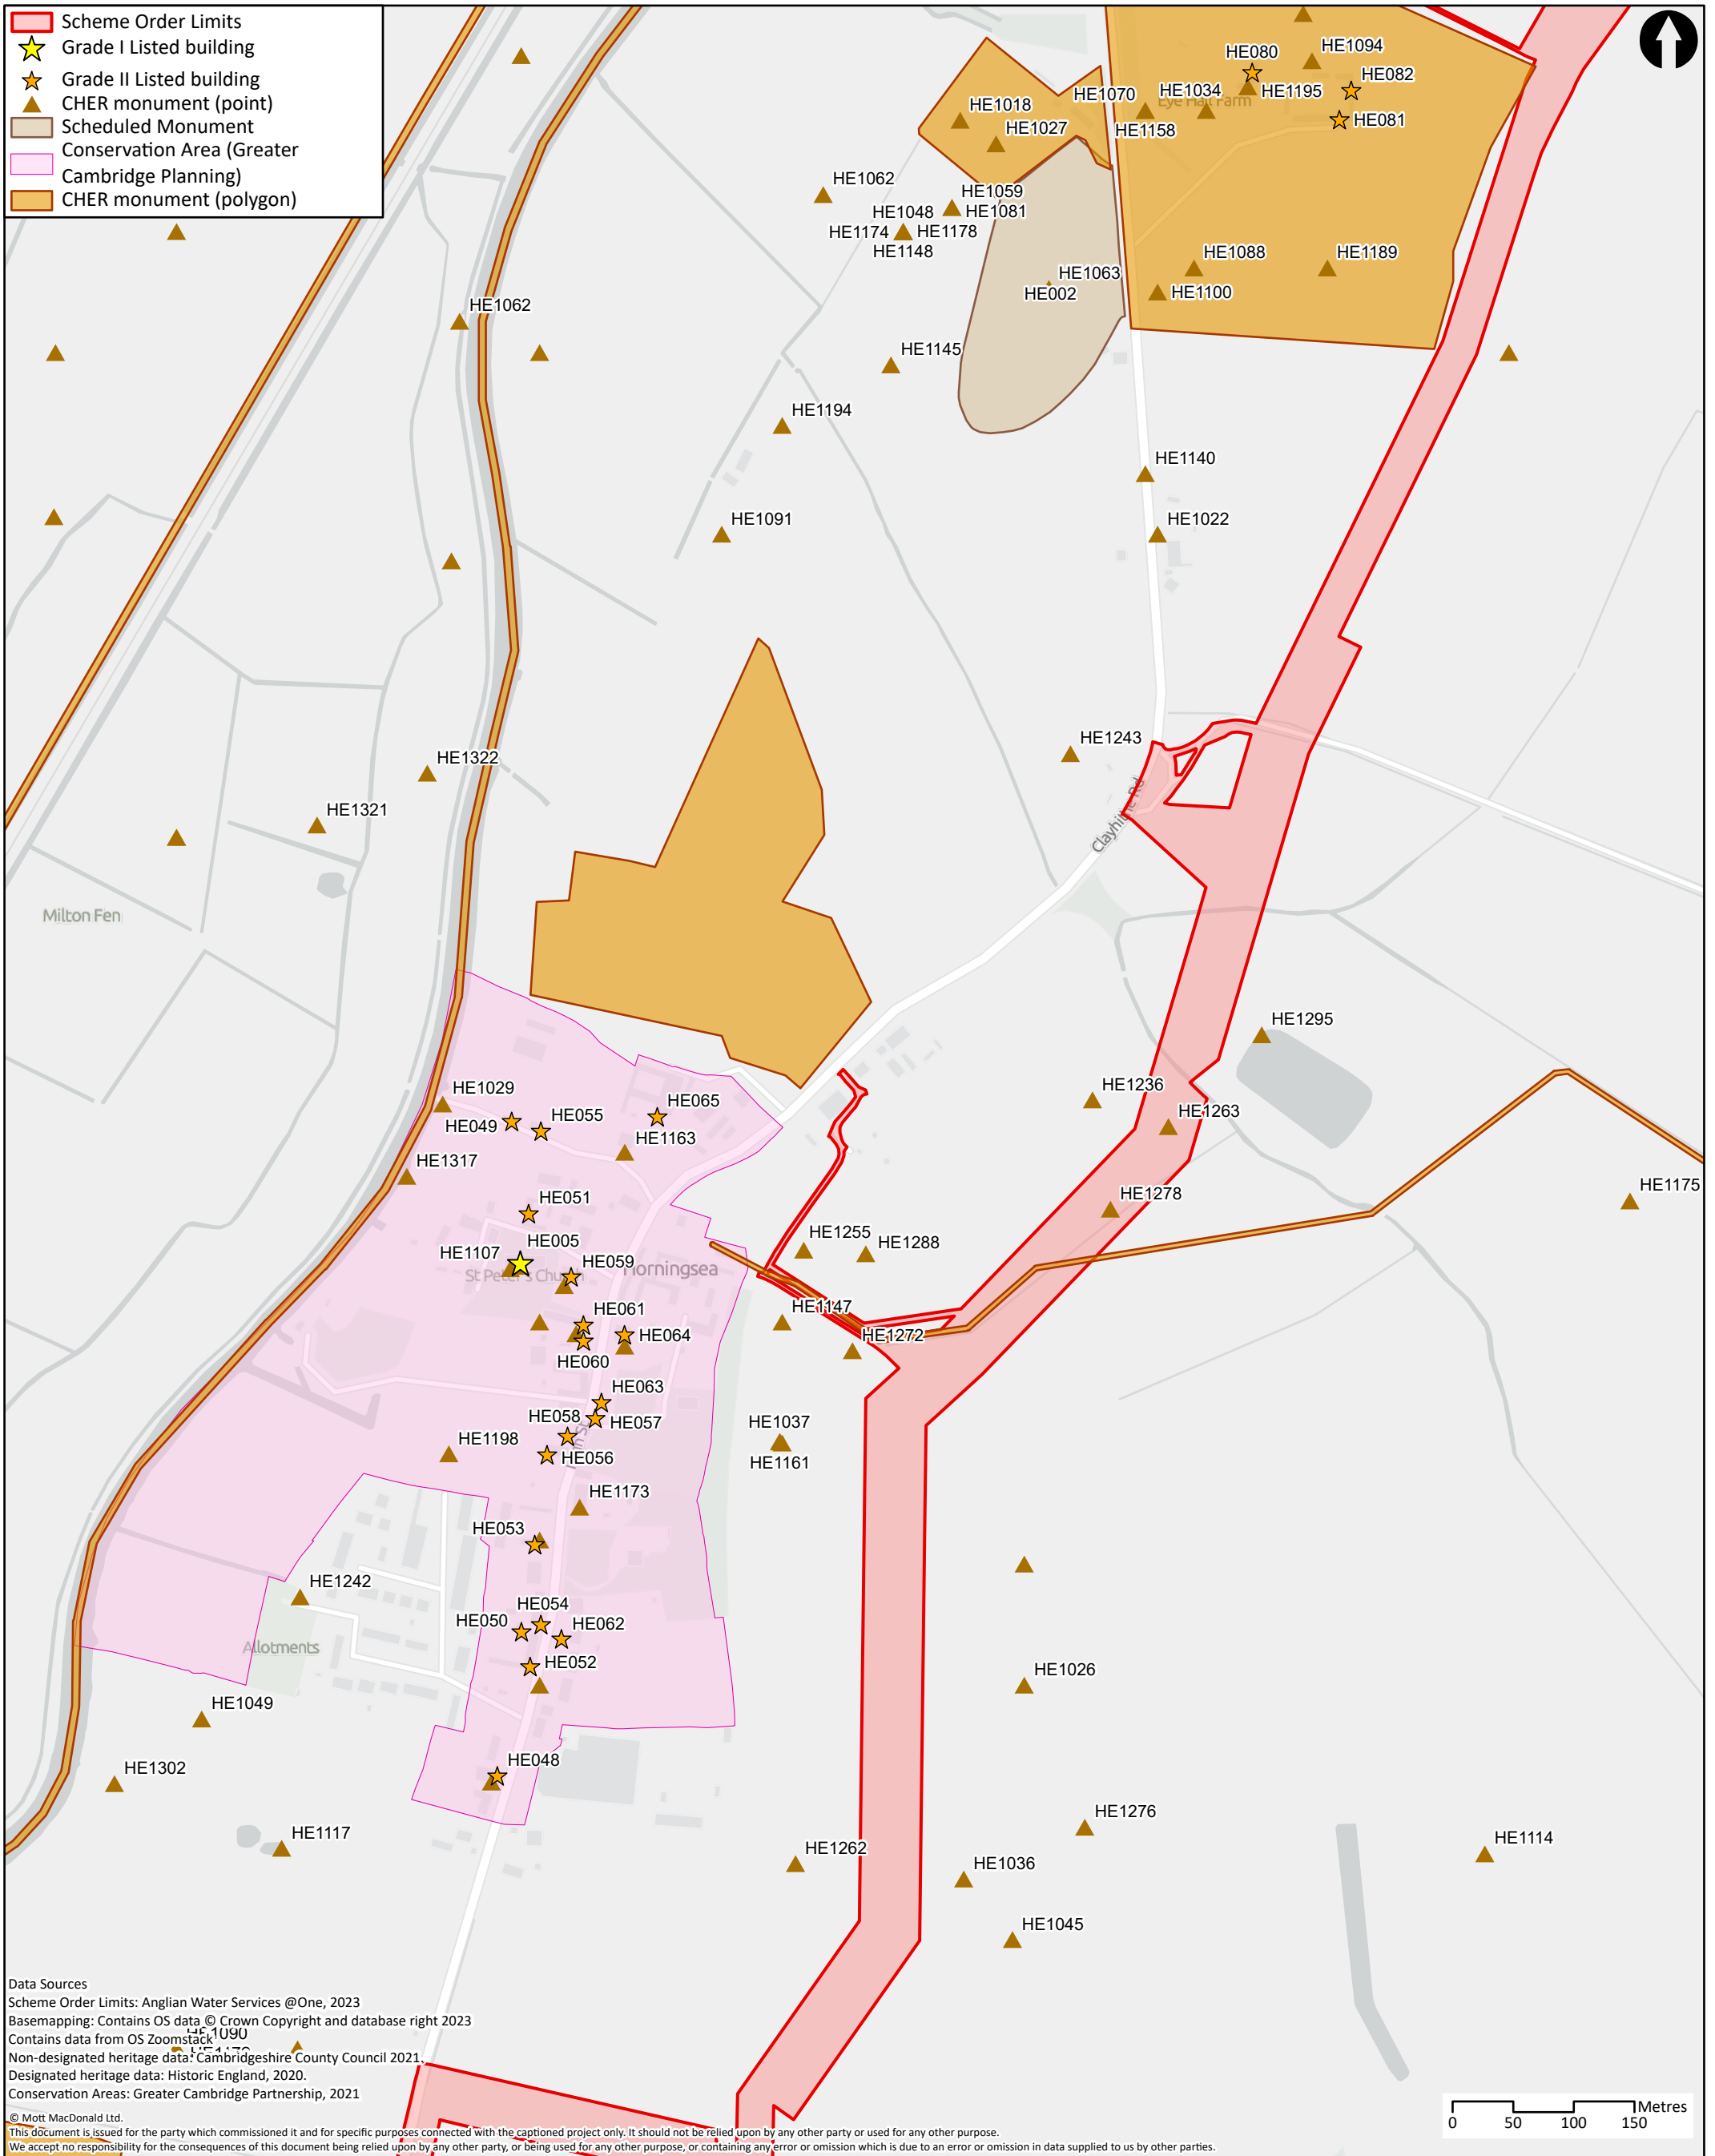 Scheme Order Limits
Grade I Listed building
Grade II Listed building
CHER monument (point)
Scheduled Monument
Conservation Area (Greater
Cambridge Planning)
CHER monument (polygon)
HE080
HE1094
HE082
HE1070
HE1034
HE1195
Eye Hall Farm
HE1018
HE1158
HE081
HE1027
HE1062
HE1059
HE1048
HE1081
HE1174
HE1178
HE1148
HE1088
HE1189
HE1063
HE002
HE1100
HE1062
HE1145
HE1194
HE1140
HE1091
HE1022
HE1243
HE1322
HE1321
Clayhithe Rd
Milton Fen
HE1295
HE1029
HE1236
HE049
HE055
HE065
HE1263
HE1163
HE1317
HE1175
HE051
HE1278
HE005
HE1107
HE1255
HE1288
HE059
St Peter's Church
Horningsea
HE061
HE1147
HE064
HE1272
HE060
HE063
HE058
HE057
HE1037
HE1198
HE056
HE1161
HE1173
HE053
HE1242
HE054
HE050
HE062
Allotments
HE052
HE1026
HE1049
HE048
HE1302
HE1276
HE1117
HE1114
HE1262
HE1036
HE1045
Data Sources
Scheme Order Limits: Anglian Water Services @One, 2023
Basemapping: Contains OS data © Crown Copyright and database right 2023
HE1090
Contains data from OS Zoomstack
Non-designated heritage data: Cambridgeshire County Council 2021.
Designated heritage data: Historic England, 2020.
Conservation Areas: Greater Cambridge Partnership, 2021
Metres
0 50 100 150
© Mott MacDonald Ltd.
This document is issued for the party which commissioned it and for specific purposes connected with the captioned project only. It should not be relied upon by any other party or used for any other purpose.
We accept no responsibility for the consequences of this document being relied upon by any other party, or being used for any other purpose, or containing any error or omission which is due to an error or omission in data supplied to us by other parties.